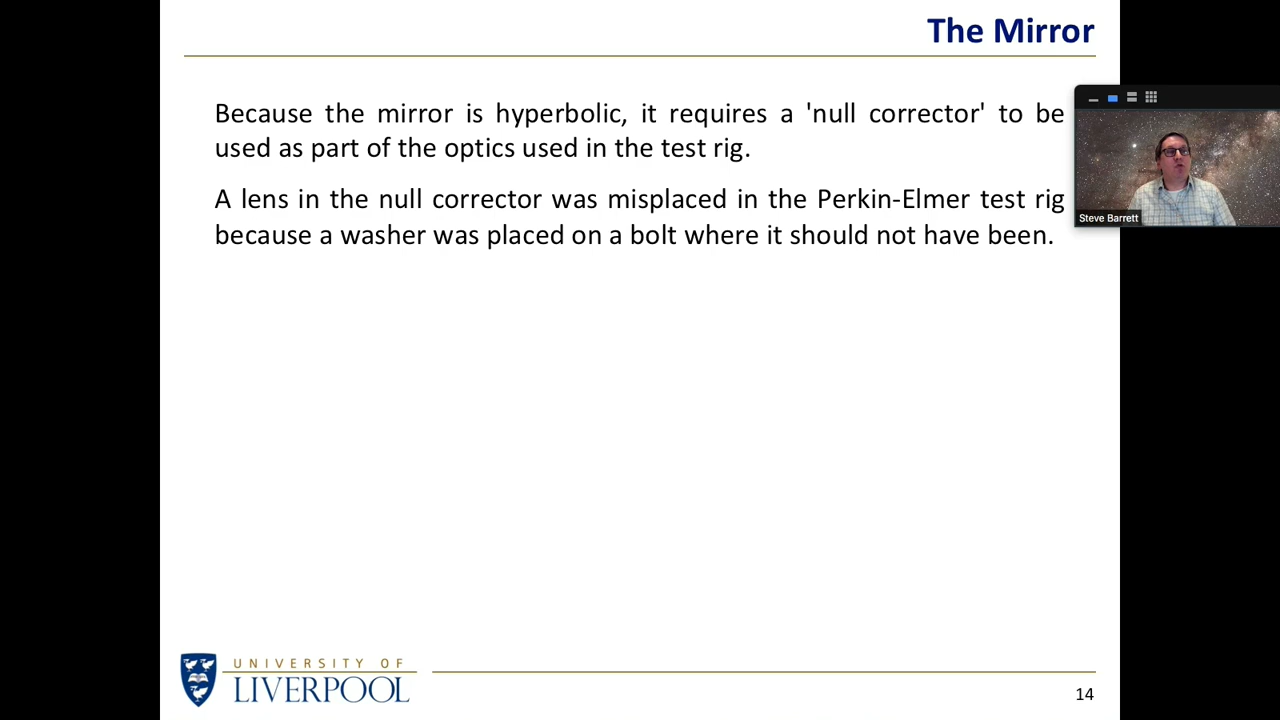 The Mirror
Because the mirror is hyperbolic, it requires a 'null corrector' to be
used as part of the optics used in the test rig.
A lens in the null corrector was misplaced in the Perkin-Elmer test rig
because a washer was placed on a bolt where it should not have been.
Steve Barrett
UNIVERSITY OF
LIVERPOOL
14